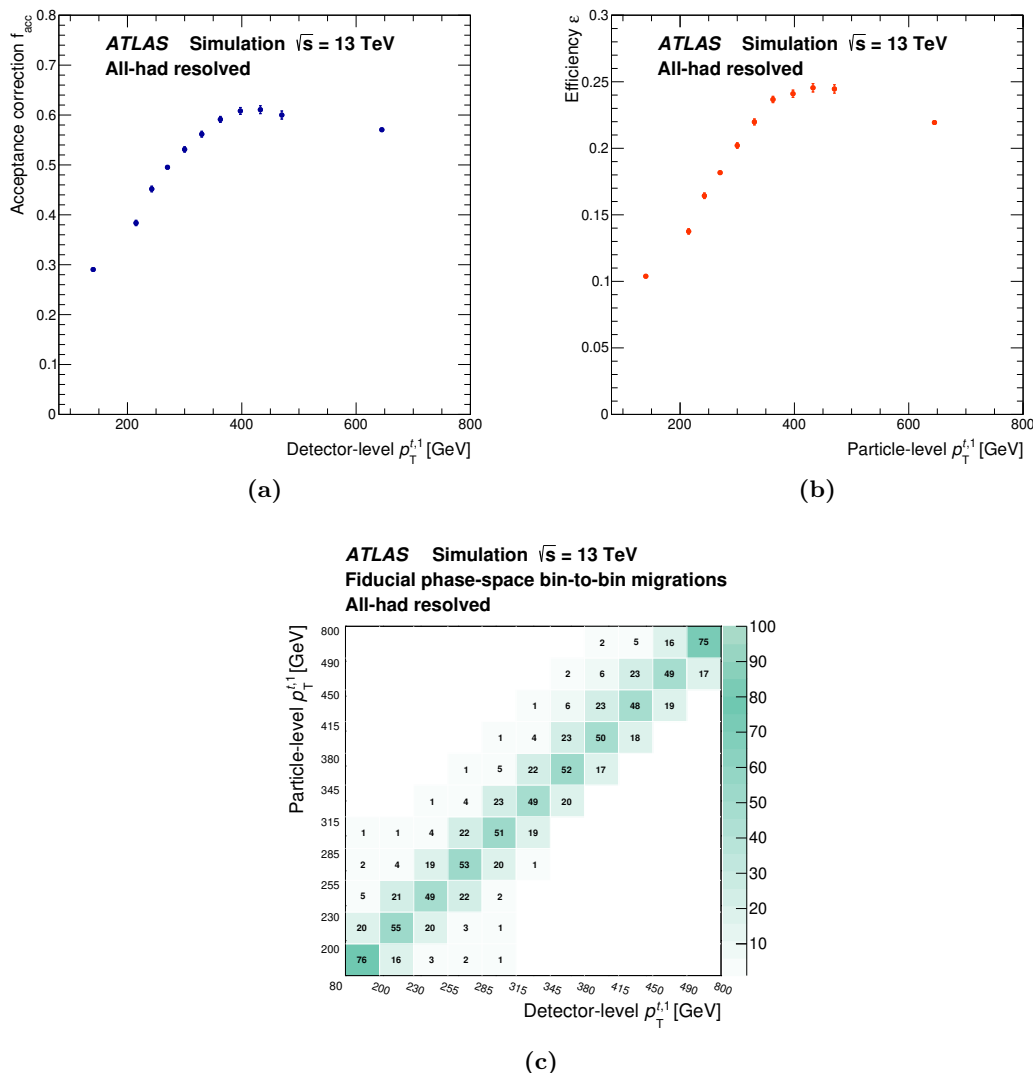 ATLAS Simulation √s = 13 TeV
All-had resolved
Acceptance correction f_acc
0.8
0.7
0.6
0.5
0.4
0.3
0.2
0.1
0
200 400 600 800
Detector-level p_T^{t,1} [GeV]
(a)
ATLAS Simulation √s = 13 TeV
All-had resolved
Efficiency ε
0.3
0.25
0.2
0.15
0.1
0.05
0
200 400 600 800
Particle-level p_T^{t,1} [GeV]
(b)
ATLAS Simulation √s = 13 TeV
Fiducial phase-space bin-to-bin migrations
All-had resolved
Particle-level p_T^{t,1} [GeV]
800
490
450
415
380
345
315
285
255
230
200
2 5 16 75
2 6 23 49 17
1 6 23 48 19
1 4 23 50 18
1 5 22 52 17
1 4 23 49 20
1 1 4 22 51 19
2 4 19 53 20 1
5 21 49 22 2
20 55 20 3 1
76 16 3 2 1
80 200 230 255 285 315 345 380 415 450 490 800
Detector-level p_T^{t,1} [GeV]
100
90
80
70
60
50
40
30
20
10
(c)